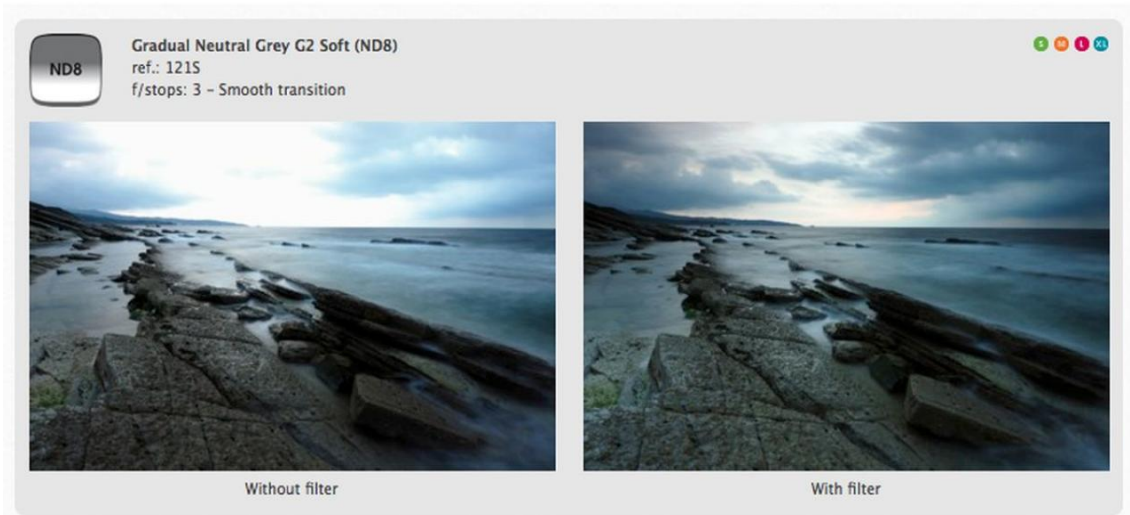 ND8
Gradual Neutral Grey G2 Soft (ND8)
ref.: 121S
f/stops: 3 – Smooth transition
S M L XL
Without filter
With filter